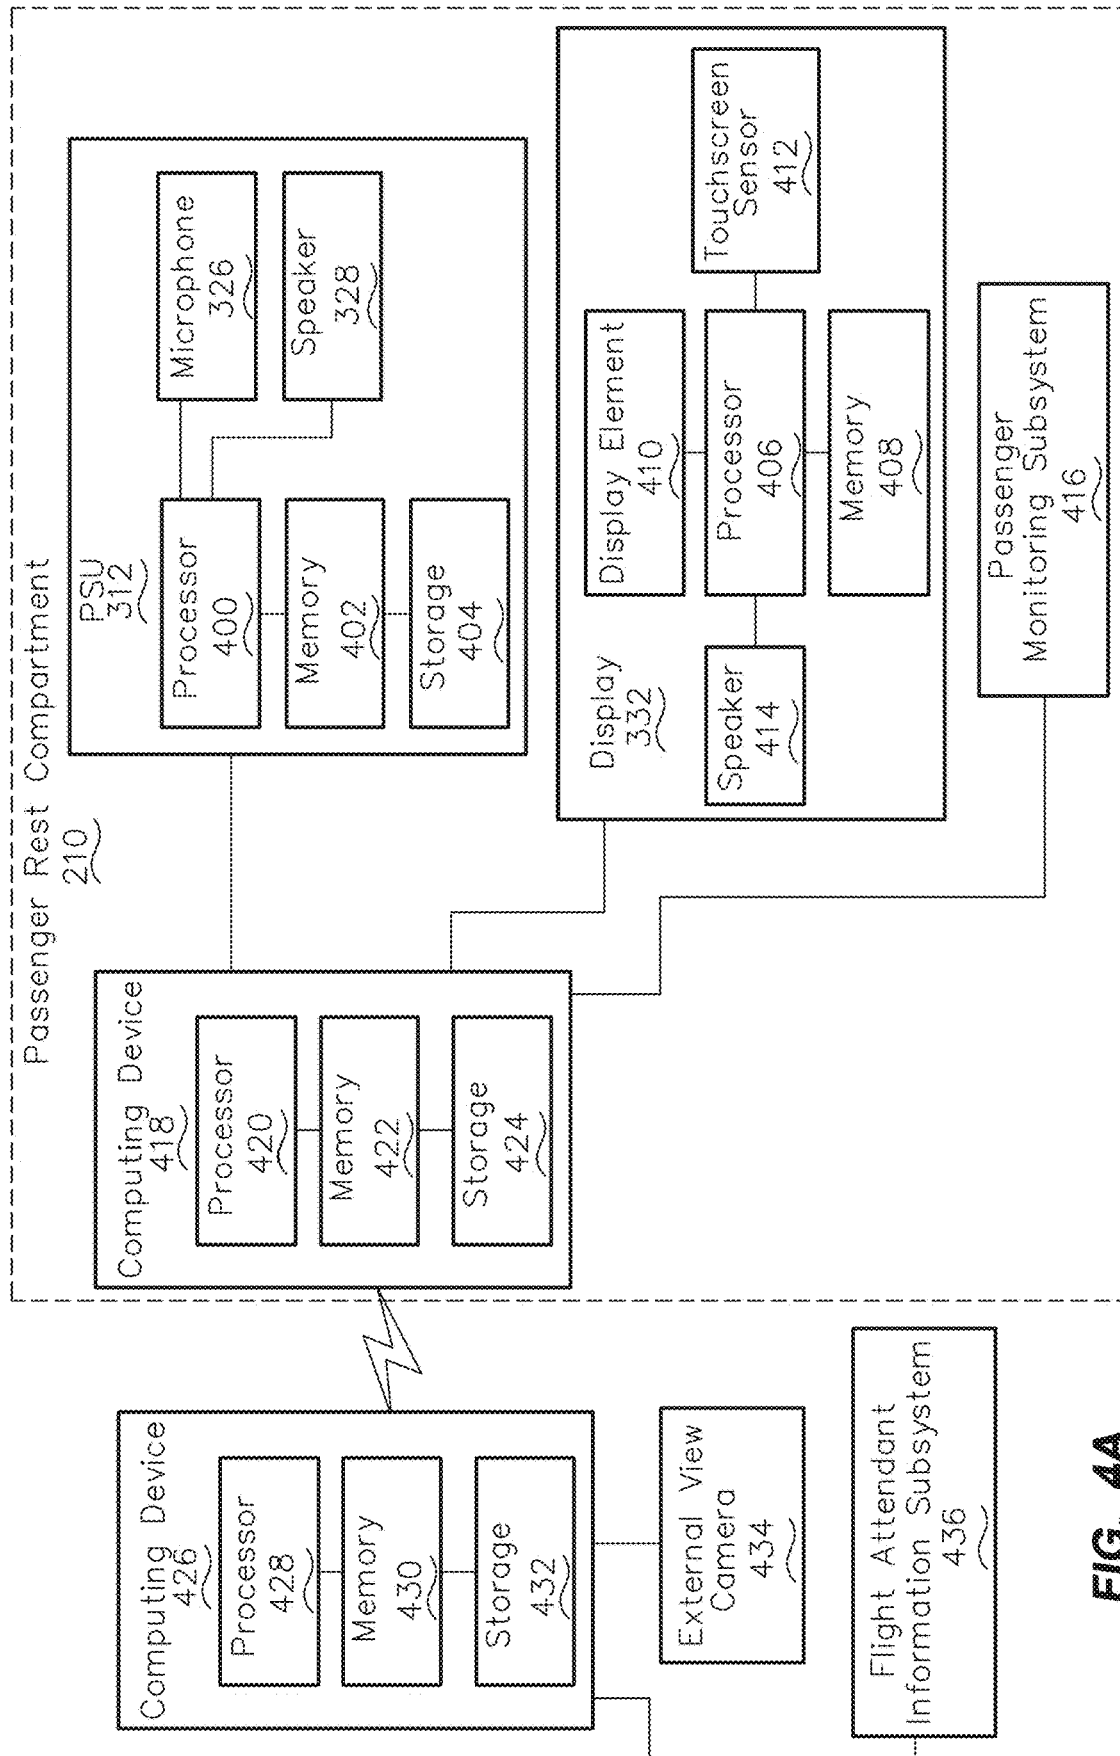 Passenger Rest Compartment
210
PSU
312
Processor
400
Memory
402
Storage
404
Microphone
326
Speaker
328
Computing Device
418
Processor
420
Memory
422
Storage
424
Display
332
Speaker
414
Display Element
410
Processor
406
Memory
408
Touchscreen
Sensor
412
Passenger
Monitoring Subsystem
416
Computing Device
426
Processor
428
Memory
430
Storage
432
External View
Camera
434
Flight Attendant
Information Subsystem
436
FIG. 4A